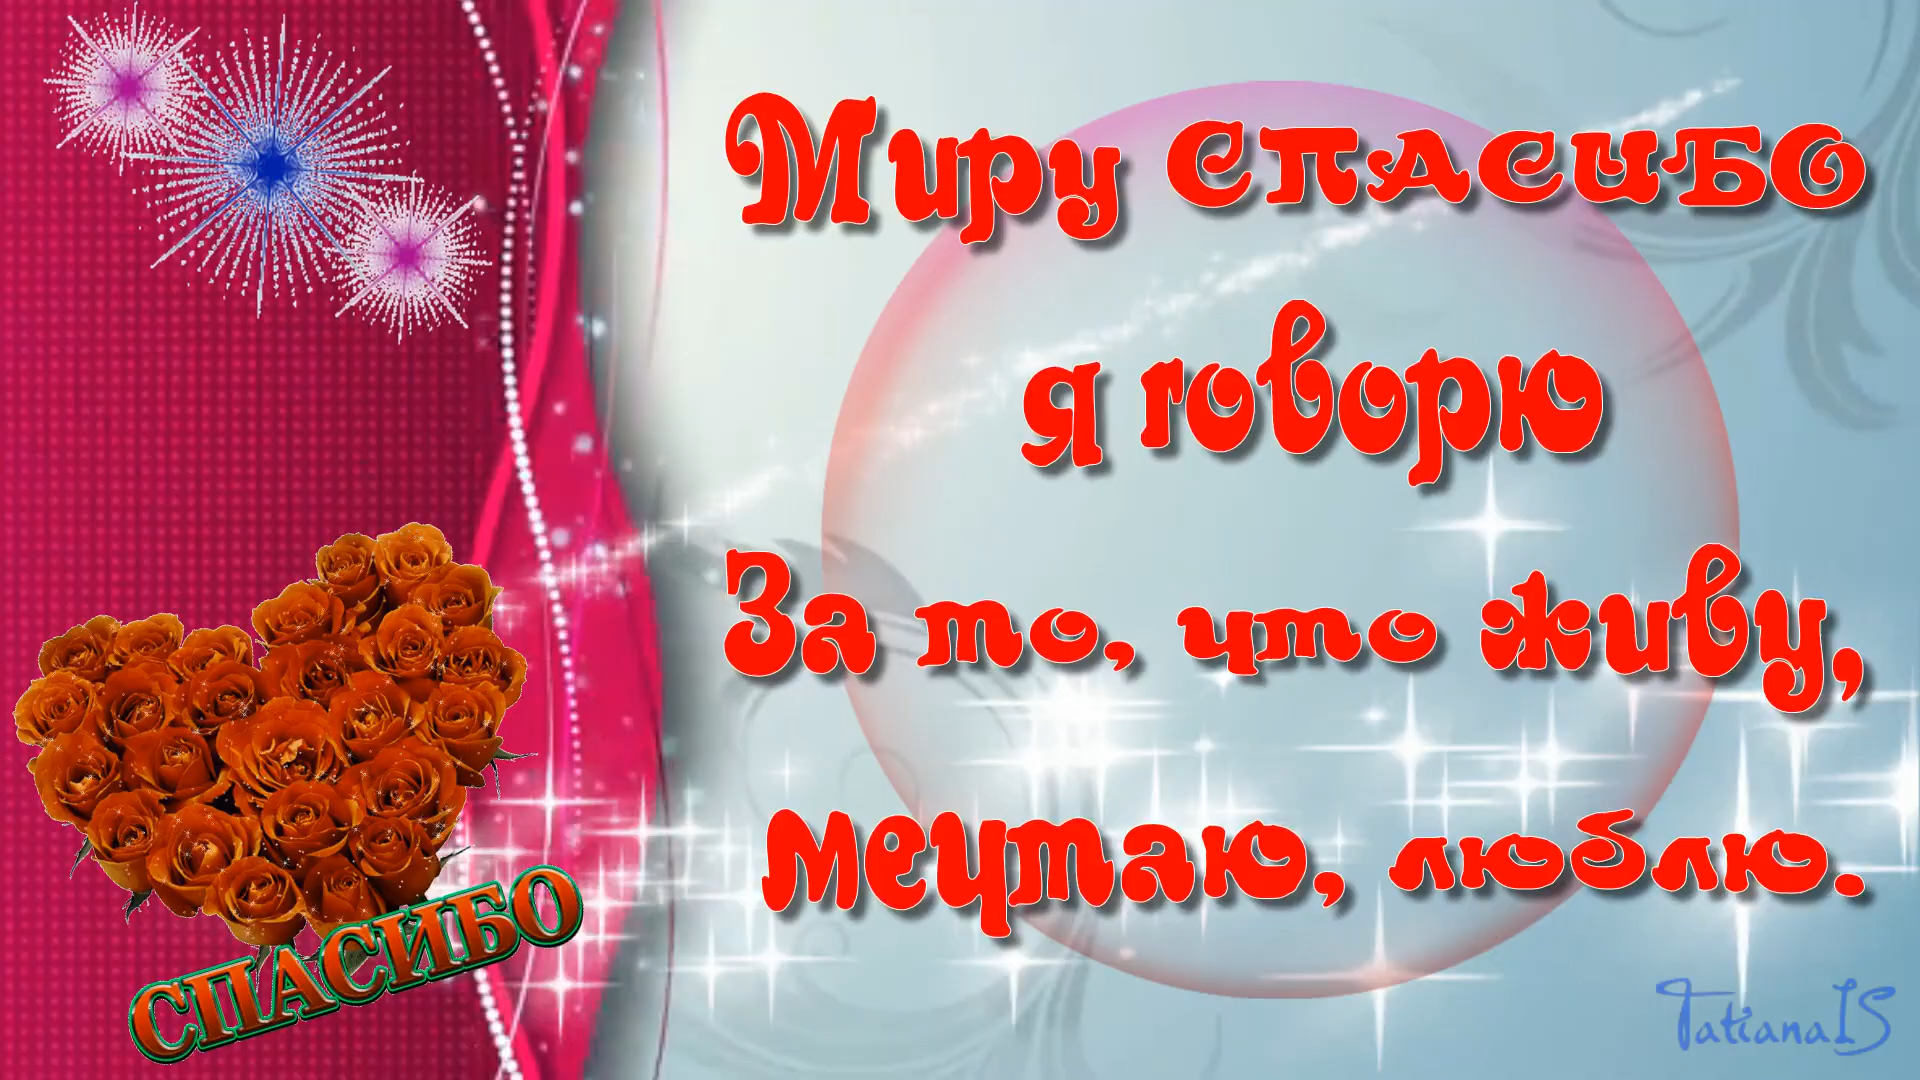 Миру СПАСИБО
я говорю
За то, что живу,
мечтаю, люблю.
СПАСИБО
TatianaIS